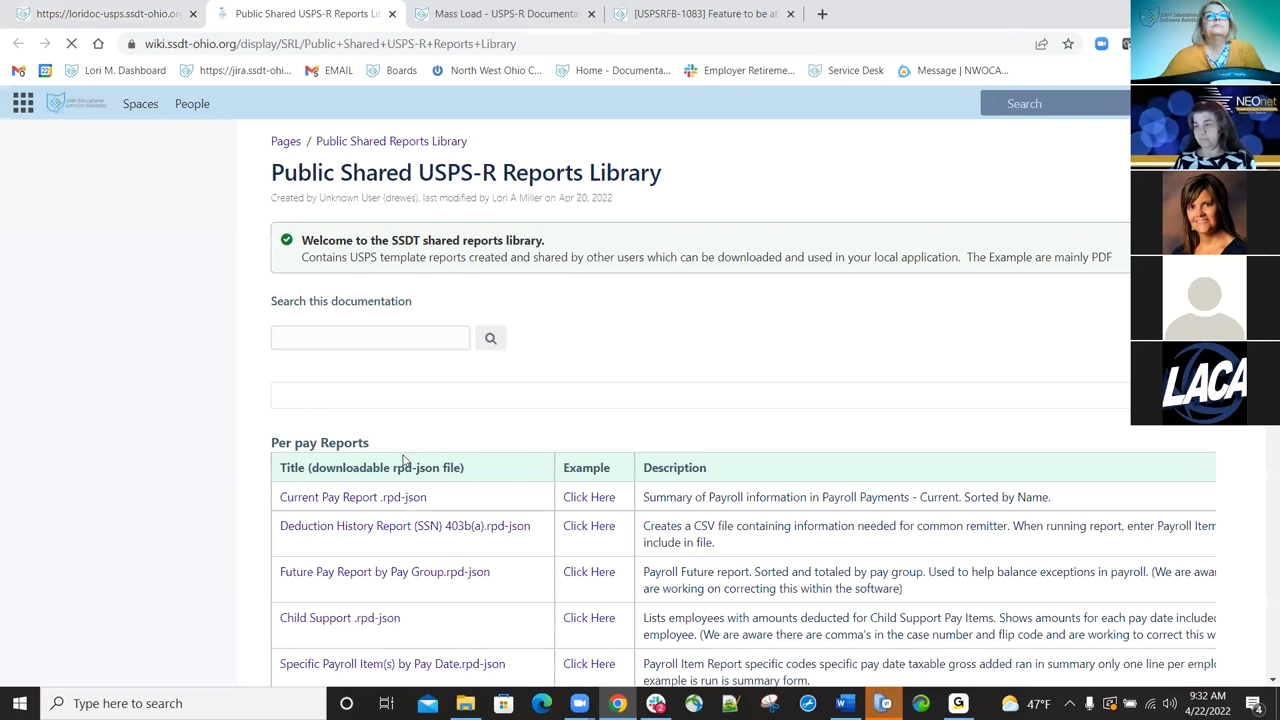 https://loridoc-usps.ssdt-ohio.or
Public Shared USPS-R Reports Lib
Mass
Documentat
[USPSFB-1083] Feature to be a
wiki.ssdt-ohio.org/display/SRL/Public+Shared+USPS-R+Reports+Library
Lori M. Dashboard
https://jira.ssdt-ohi...
EMAIL
Boards
North West Ohi...
Home - Documenta...
Employer Retireme...
Service Desk
Messages (NWOCA...
Spaces
People
Search
NEOnet
Pages / Public Shared Reports Library
Public Shared USPS-R Reports Library
Created by Unknown User (drewes), last modified by Lori A Miller on Apr 20, 2022
Welcome to the SSDT shared reports library.
Contains USPS template reports created and shared by other users which can be downloaded and used in your local application. The Example are mainly PDF
Search this documentation
LACA
Per pay Reports
Title (downloadable rpd-json file)
Example
Description
Current Pay Report .rpd-json
Click Here
Summary of Payroll information in Payroll Payments - Current. Sorted by Name.
Deduction History Report (SSN) 403b(a).rpd-json
Click Here
Creates a CSV file containing information needed for common remitter. When running report, enter Payroll Item
include in file.
Future Pay Report by Pay Group.rpd-json
Click Here
Payroll Future report. Sorted and totaled by pay group. Used to help balance exceptions in payroll. (We are awar
are working on correcting this within the software)
Child Support .rpd-json
Click Here
Lists employees with amounts deducted for Child Support Pay Items. Shows amounts for each pay date included
employee. (We are aware there are comma's in the case number and flip code and are working to correct this w
Specific Payroll Item(s) by Pay Date.rpd-json
Click Here
Payroll Item Report specific codes specific pay date taxable gross added ran in summary only one line per emplo
example is run is summary form.
Type here to search
47°F
9:32 AM
4/22/2022
4